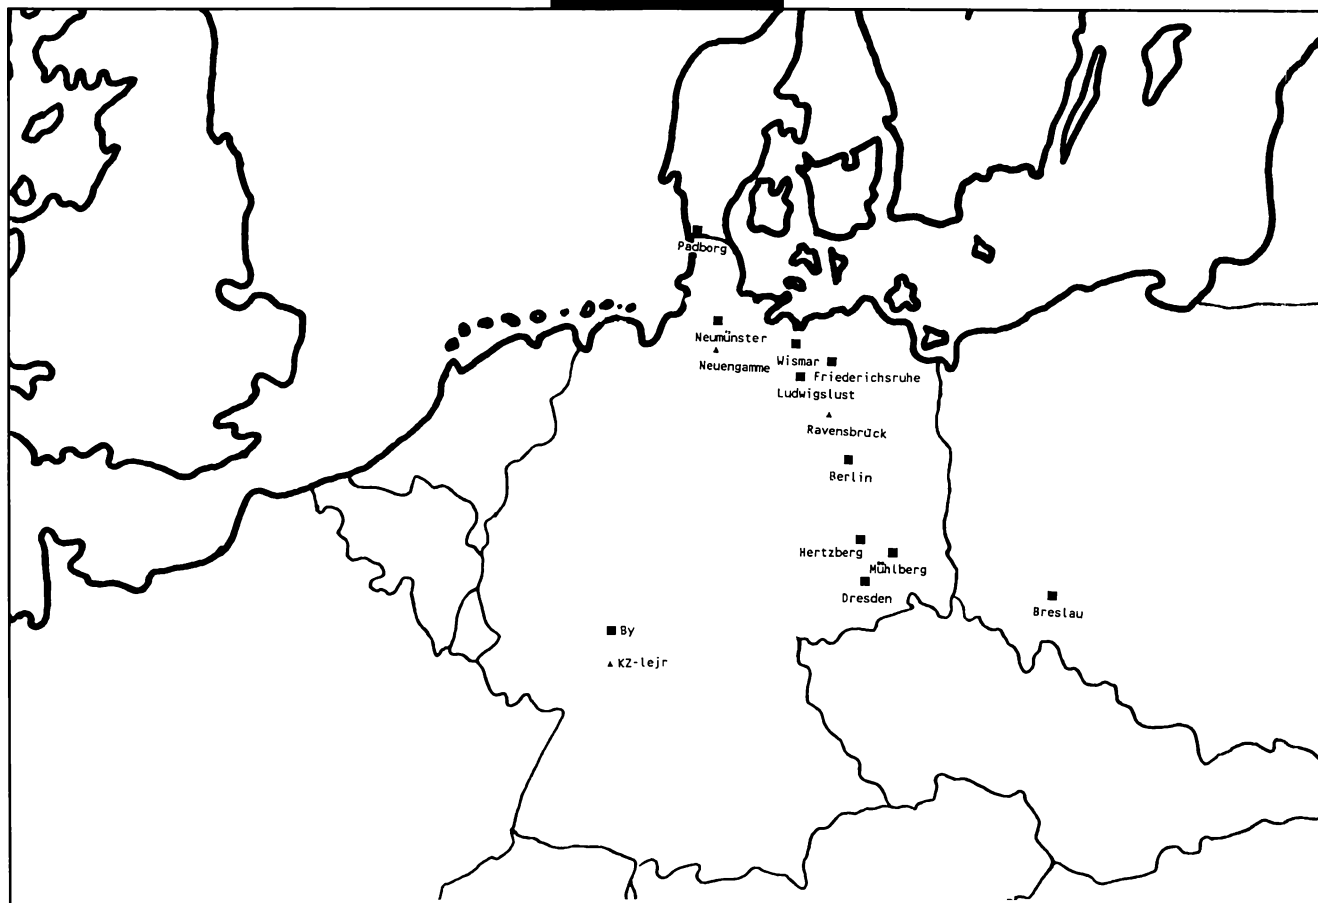 Padborg
Neumünster
Neuengamme
Wismar
Friederichsruhe
Ludwigslust
Ravensbrück
Berlin
Hertzberg
Mühlberg
Dresden
Breslau
By
KZ-lejr